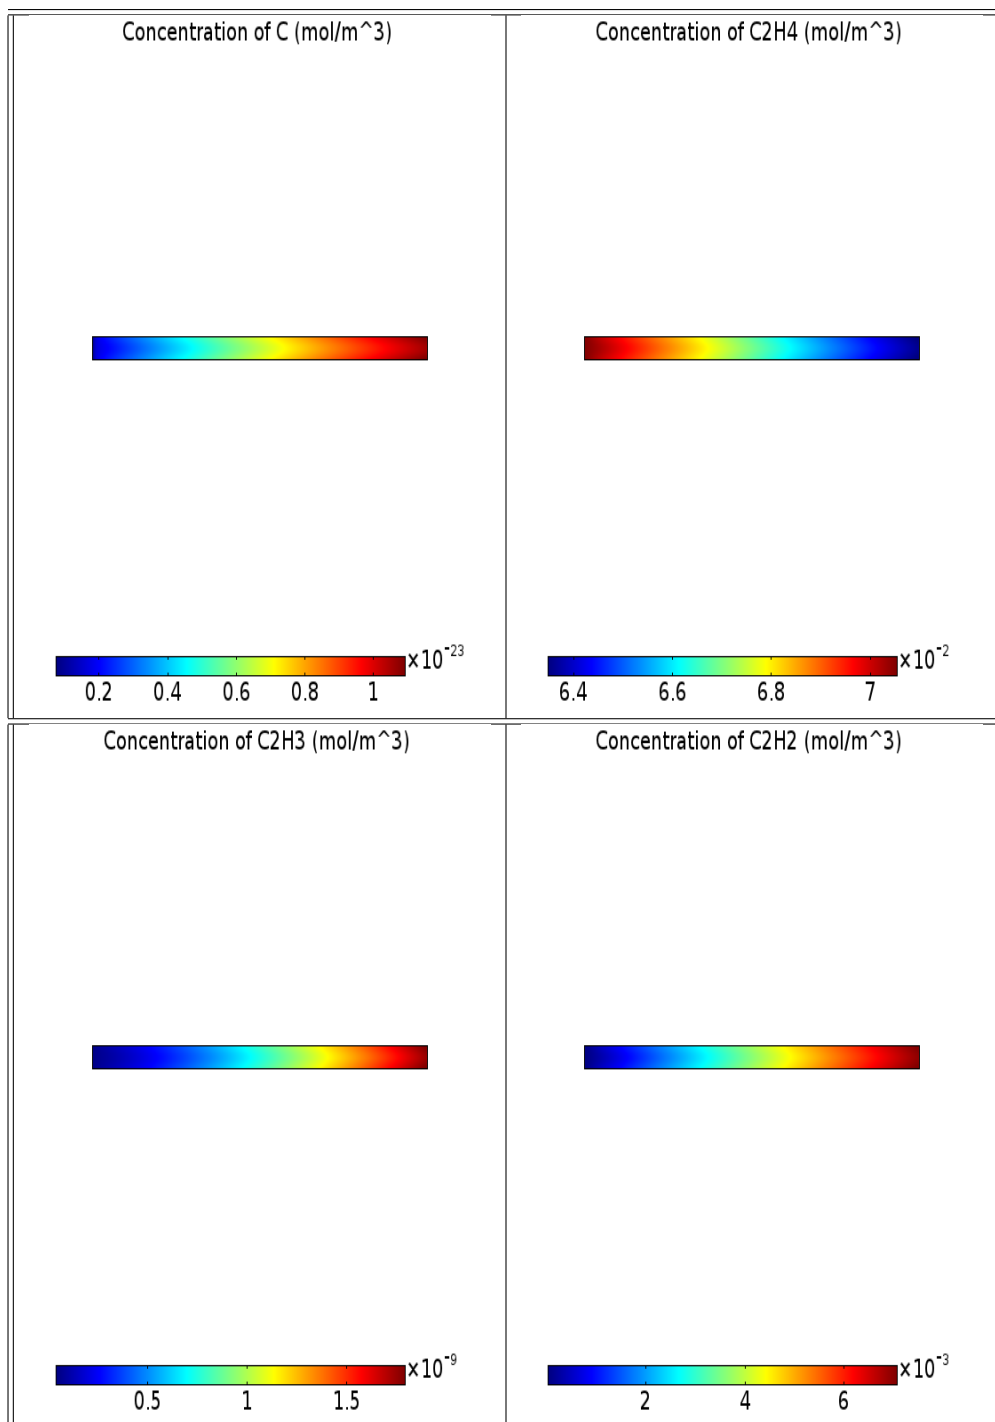 Concentration of C (mol/m^3)
Concentration of C2H4 (mol/m^3)
×10^-23
0.2 0.4 0.6 0.8 1
×10^-2
6.4 6.6 6.8 7
Concentration of C2H3 (mol/m^3)
Concentration of C2H2 (mol/m^3)
×10^-9
0.5 1 1.5
×10^-3
2 4 6